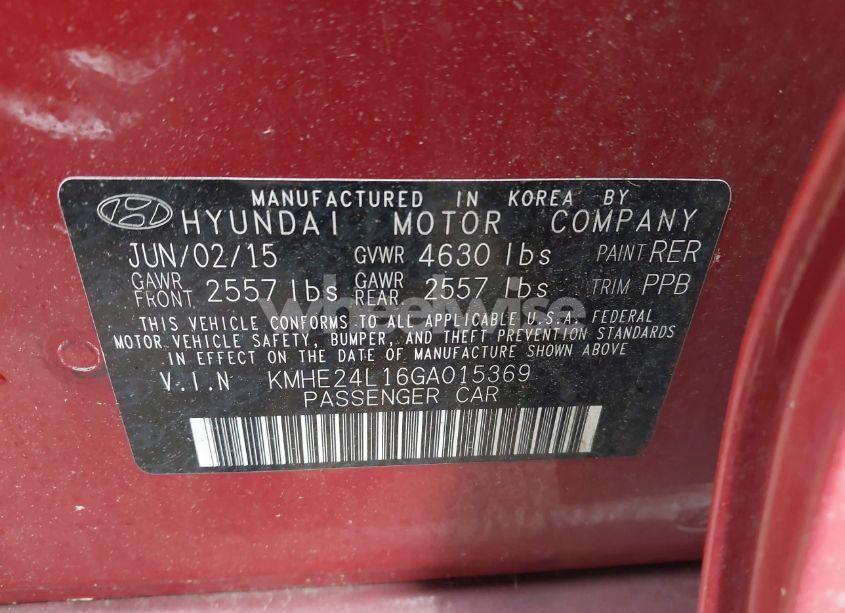 MANUFACTURED IN KOREA BY
HYUNDAI MOTOR COMPANY
JUN/02/15 GVWR 4630 lbs PAINT RER
GAWR FRONT 2557 lbs GAWR REAR 2557 lbs TRIM PPB
wheelwise
THIS VEHICLE CONFORMS TO ALL APPLICABLE U.S.A. FEDERAL
MOTOR VEHICLE SAFETY, BUMPER, AND THEFT PREVENTION STANDARDS
IN EFFECT ON THE DATE OF MANUFACTURE SHOWN ABOVE
V.I.N KMHE24L16GA015369
PASSENGER CAR